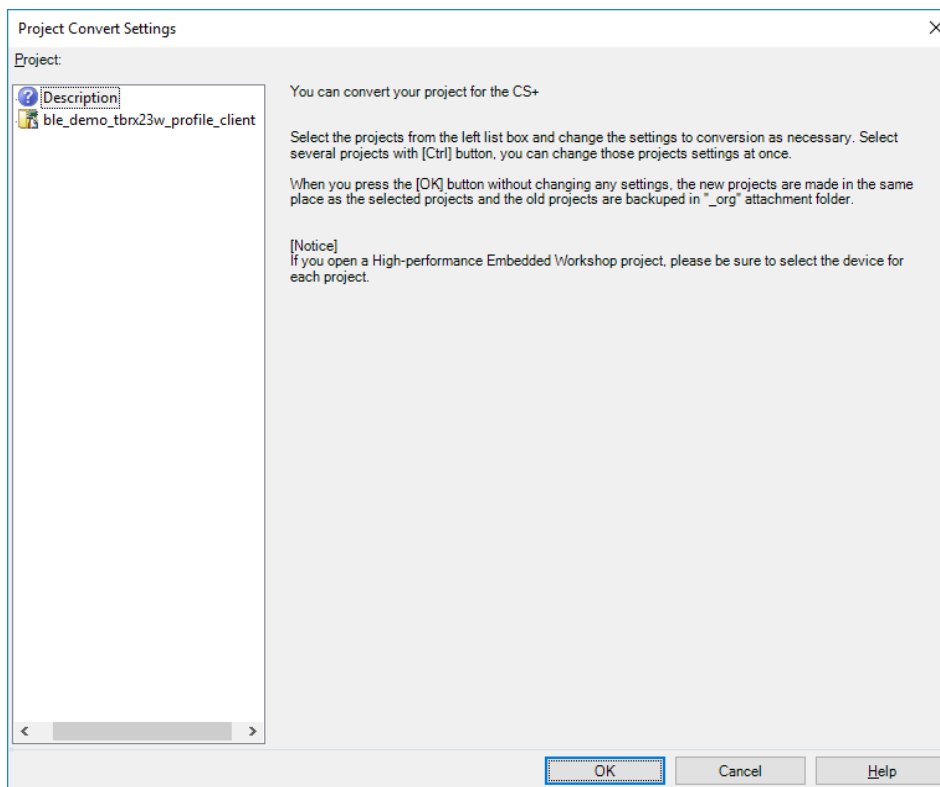 Project Convert Settings
Project:
Description
ble_demo_tbrx23w_profile_client
You can convert your project for the CS+
Select the projects from the left list box and change the settings to conversion as necessary. Select
several projects with [Ctrl] button, you can change those projects settings at once.
When you press the [OK] button without changing any settings, the new projects are made in the same
place as the selected projects and the old projects are backuped in "_org" attachment folder.
[Notice]
If you open a High-performance Embedded Workshop project, please be sure to select the device for
each project.
OK
Cancel
Help